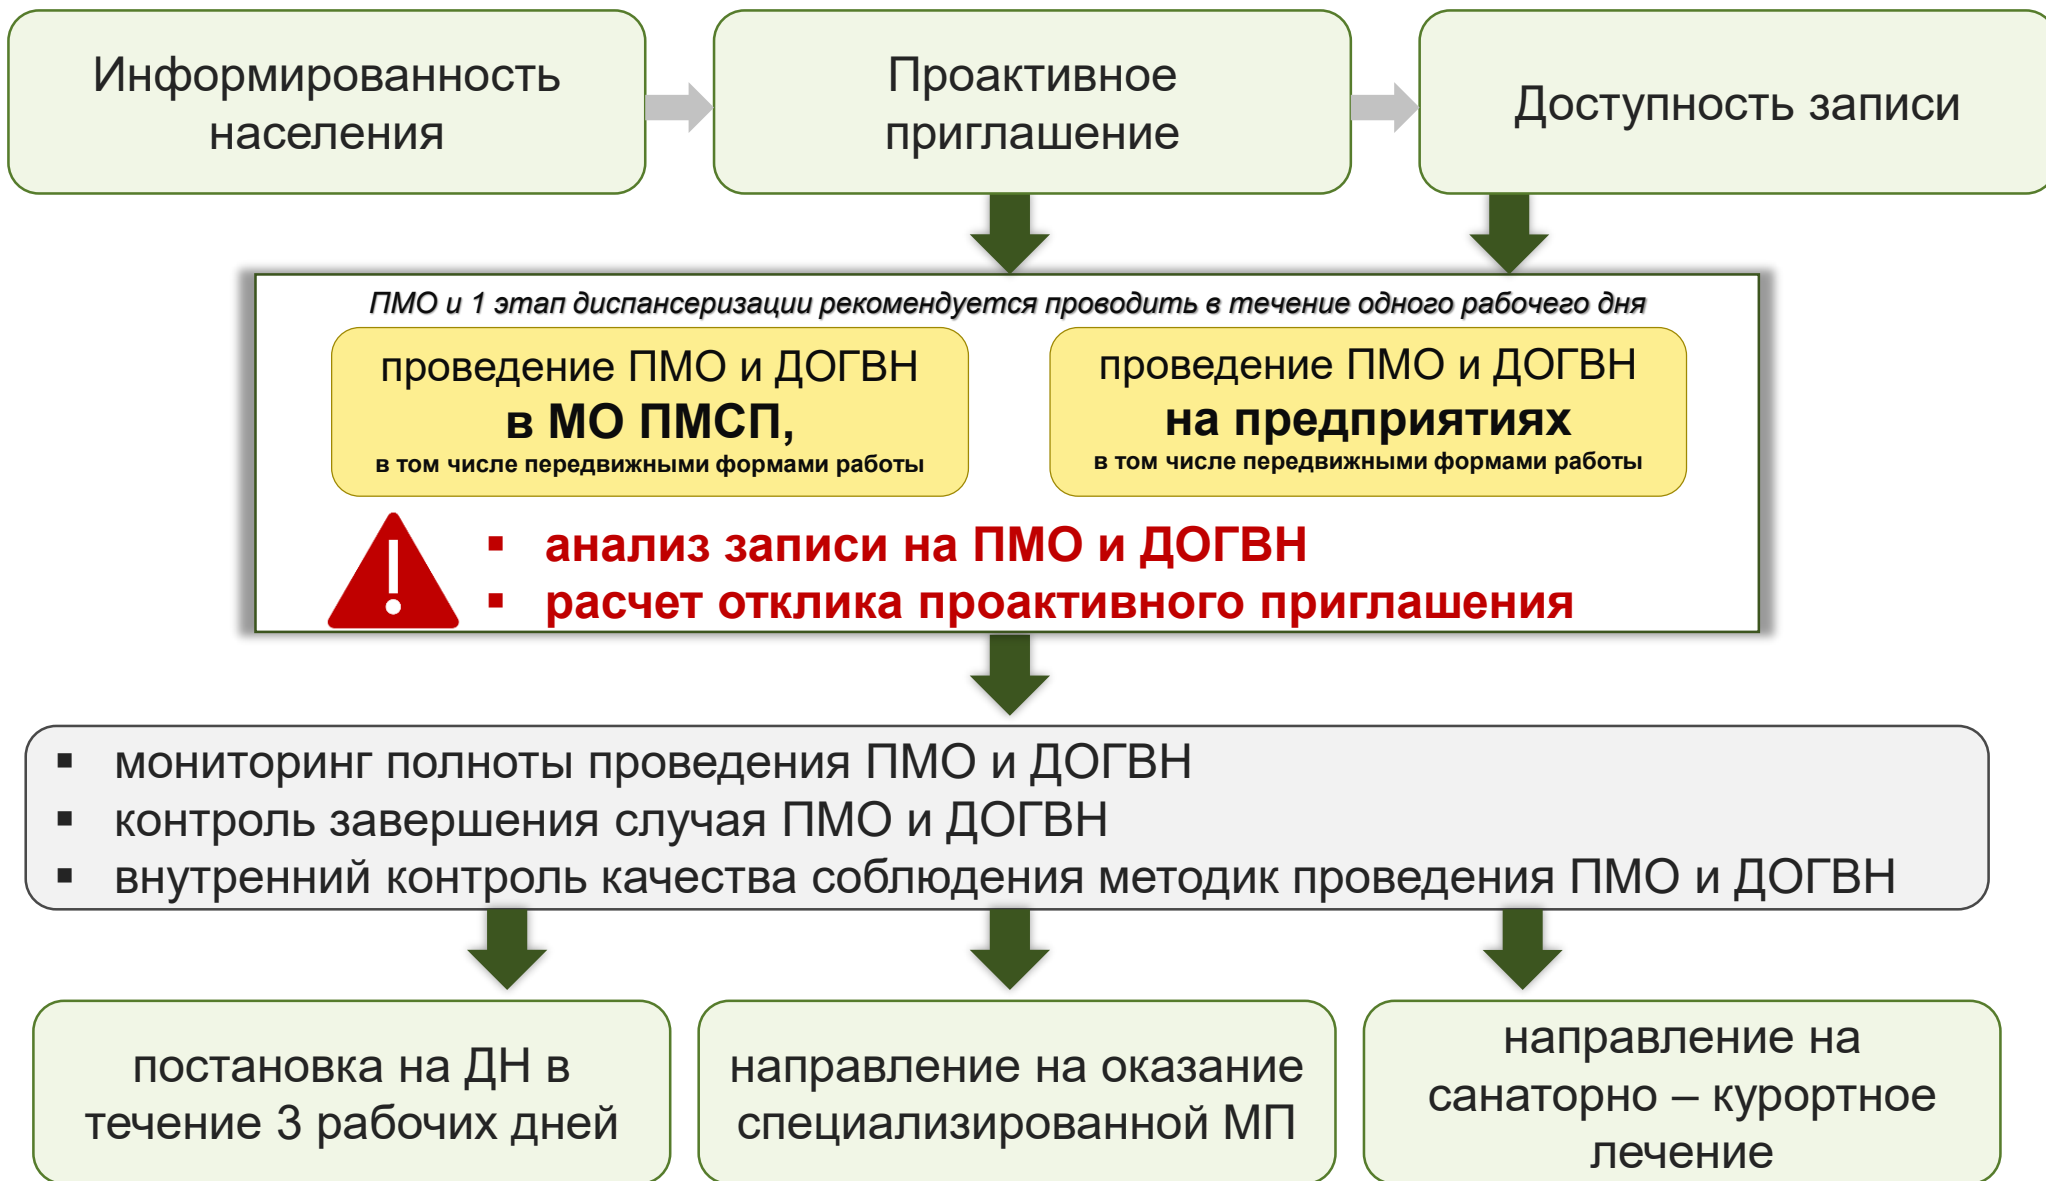 Информированность
населения
Проактивное
приглашение
Доступность записи
ПМО и 1 этап диспансеризации рекомендуется проводить в течение одного рабочего дня
проведение ПМО и ДОГВН
в МО ПМСП,
в том числе передвижными формами работы
проведение ПМО и ДОГВН
на предприятиях
в том числе передвижными формами работы
▪ анализ записи на ПМО и ДОГВН
▪ расчет отклика проактивного приглашения
▪ мониторинг полноты проведения ПМО и ДОГВН
▪ контроль завершения случая ПМО и ДОГВН
▪ внутренний контроль качества соблюдения методик проведения ПМО и ДОГВН
постановка на ДН в
течение 3 рабочих дней
направление на оказание
специализированной МП
направление на
санаторно – курортное
лечение